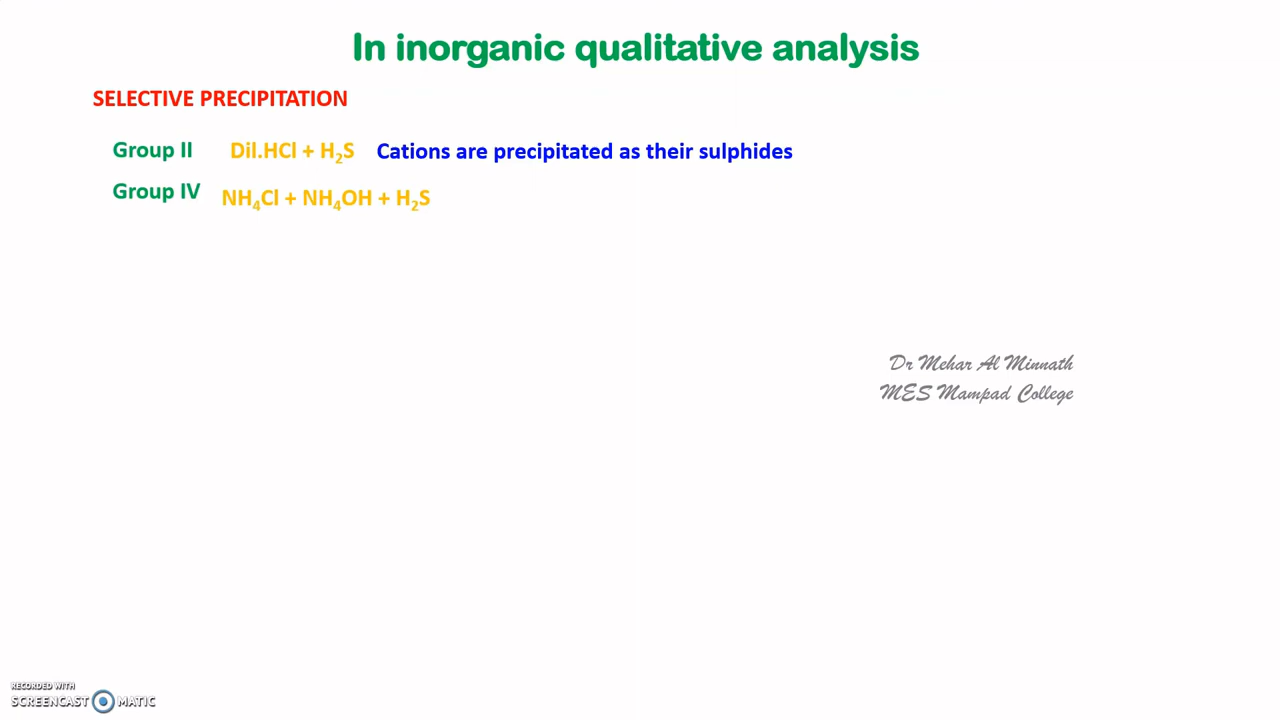 In inorganic qualitative analysis
SELECTIVE PRECIPITATION
Group II Dil.HCl + H₂S Cations are precipitated as their sulphides
Group IV NH₄Cl + NH₄OH + H₂S
Dr Mehar Al Minnath
MES Mampad College
RECORDED WITH
SCREENCAST MATIC